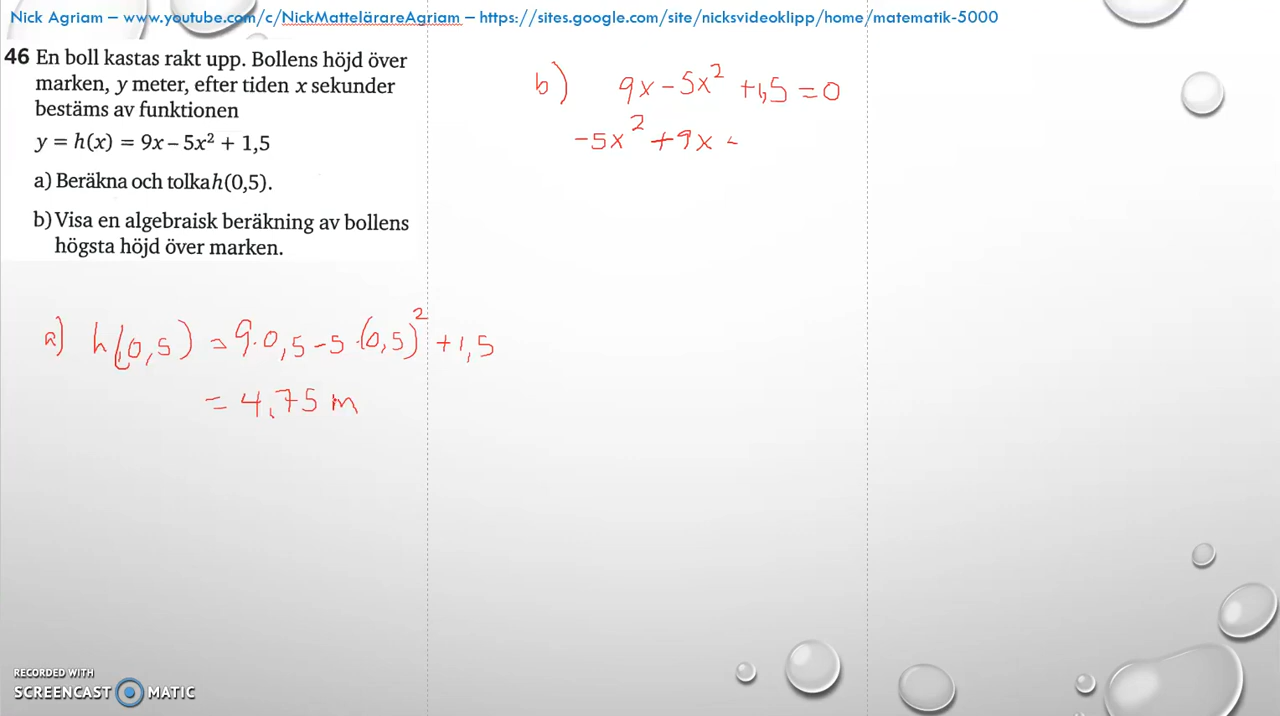 Nick Agriam – www.youtube.com/c/NickMattelärareAgriam – https://sites.google.com/site/nicksvideoklipp/home/matematik-5000
46 En boll kastas rakt upp. Bollens höjd över
marken, y meter, efter tiden x sekunder
bestäms av funktionen
y = h(x) = 9x – 5x² + 1,5
a) Beräkna och tolka h(0,5).
b) Visa en algebraisk beräkning av bollens
högsta höjd över marken.
a) h(0,5) = 9·0,5 – 5·(0,5)² + 1,5
= 4,75 m
b) 9x – 5x² + 1,5 = 0
–5x² + 9x
RECORDED WITH
SCREENCAST O MATIC